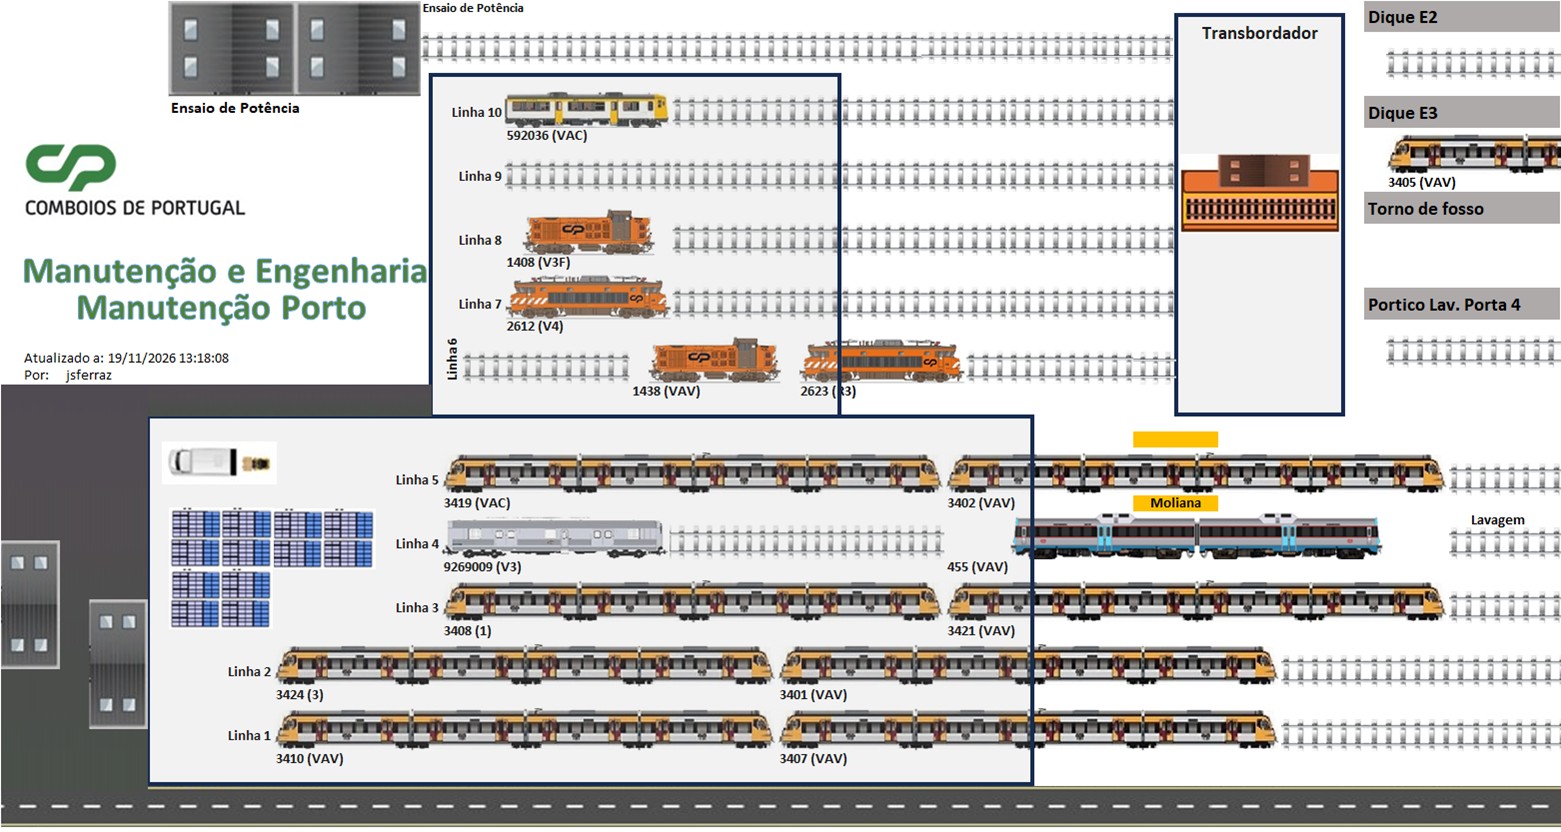 Ensaio de Potência
Transbordador
Dique E2
Ensaio de Potência
Linha 10
592036 (VAC)
Dique E3
3405 (VAV)
CP
COMBOIOS DE PORTUGAL
Linha 9
Torno de fosso
Linha 8
1408 (V3F)
Manutenção e Engenharia
Manutenção Porto
Linha 7
2612 (V4)
Portico Lav. Porta 4
Atualizado a: 19/11/2026 13:18:08
Por: jsferraz
Linha 6
1438 (VAV)
2623 (R3)
Linha 5
3419 (VAC)
3402 (VAV)
Moliana
Lavagem
Linha 4
9269009 (V3)
455 (VAV)
Linha 3
3408 (1)
3421 (VAV)
Linha 2
3424 (3)
3401 (VAV)
Linha 1
3410 (VAV)
3407 (VAV)